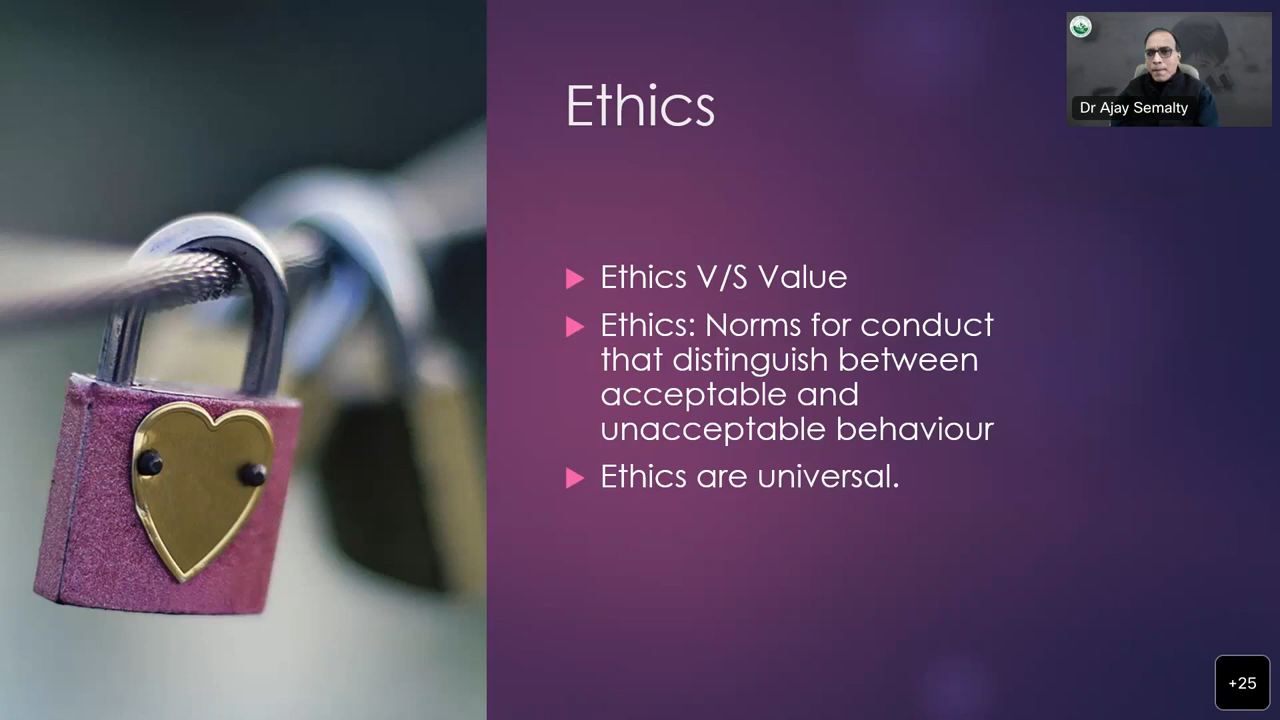 Ethics
Dr Ajay Semalty
Ethics V/S Value
Ethics: Norms for conduct
that distinguish between
acceptable and
unacceptable behaviour
Ethics are universal.
+25